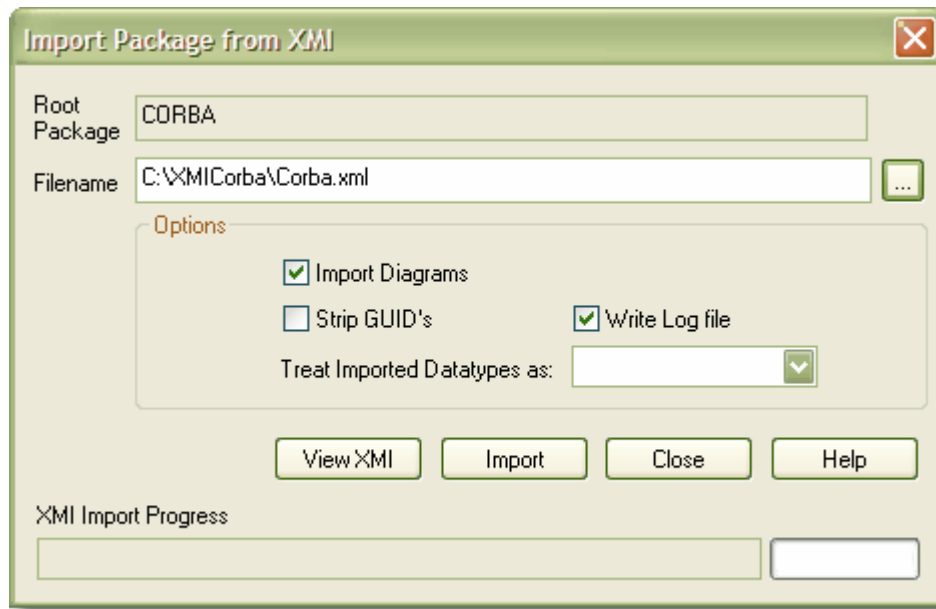 Import Package from XMI
Root
Package
CORBA
Filename
C:\XMICorba\Corba.xml
...
Options
Import Diagrams
Strip GUID's
Write Log file
Treat Imported Datatypes as:
View XMI
Import
Close
Help
XMI Import Progress